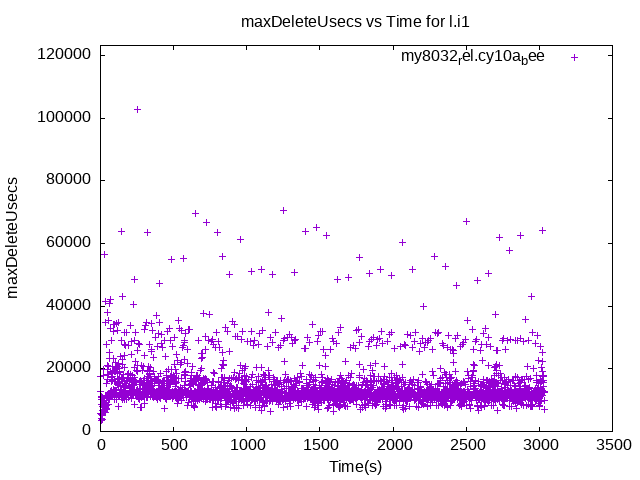 maxDeleteUsecs vs Time for l.i1
my8032rel.cy10abee
maxDeleteUsecs
120000
100000
80000
60000
40000
20000
0
0 500 1000 1500 2000 2500 3000 3500
Time(s)